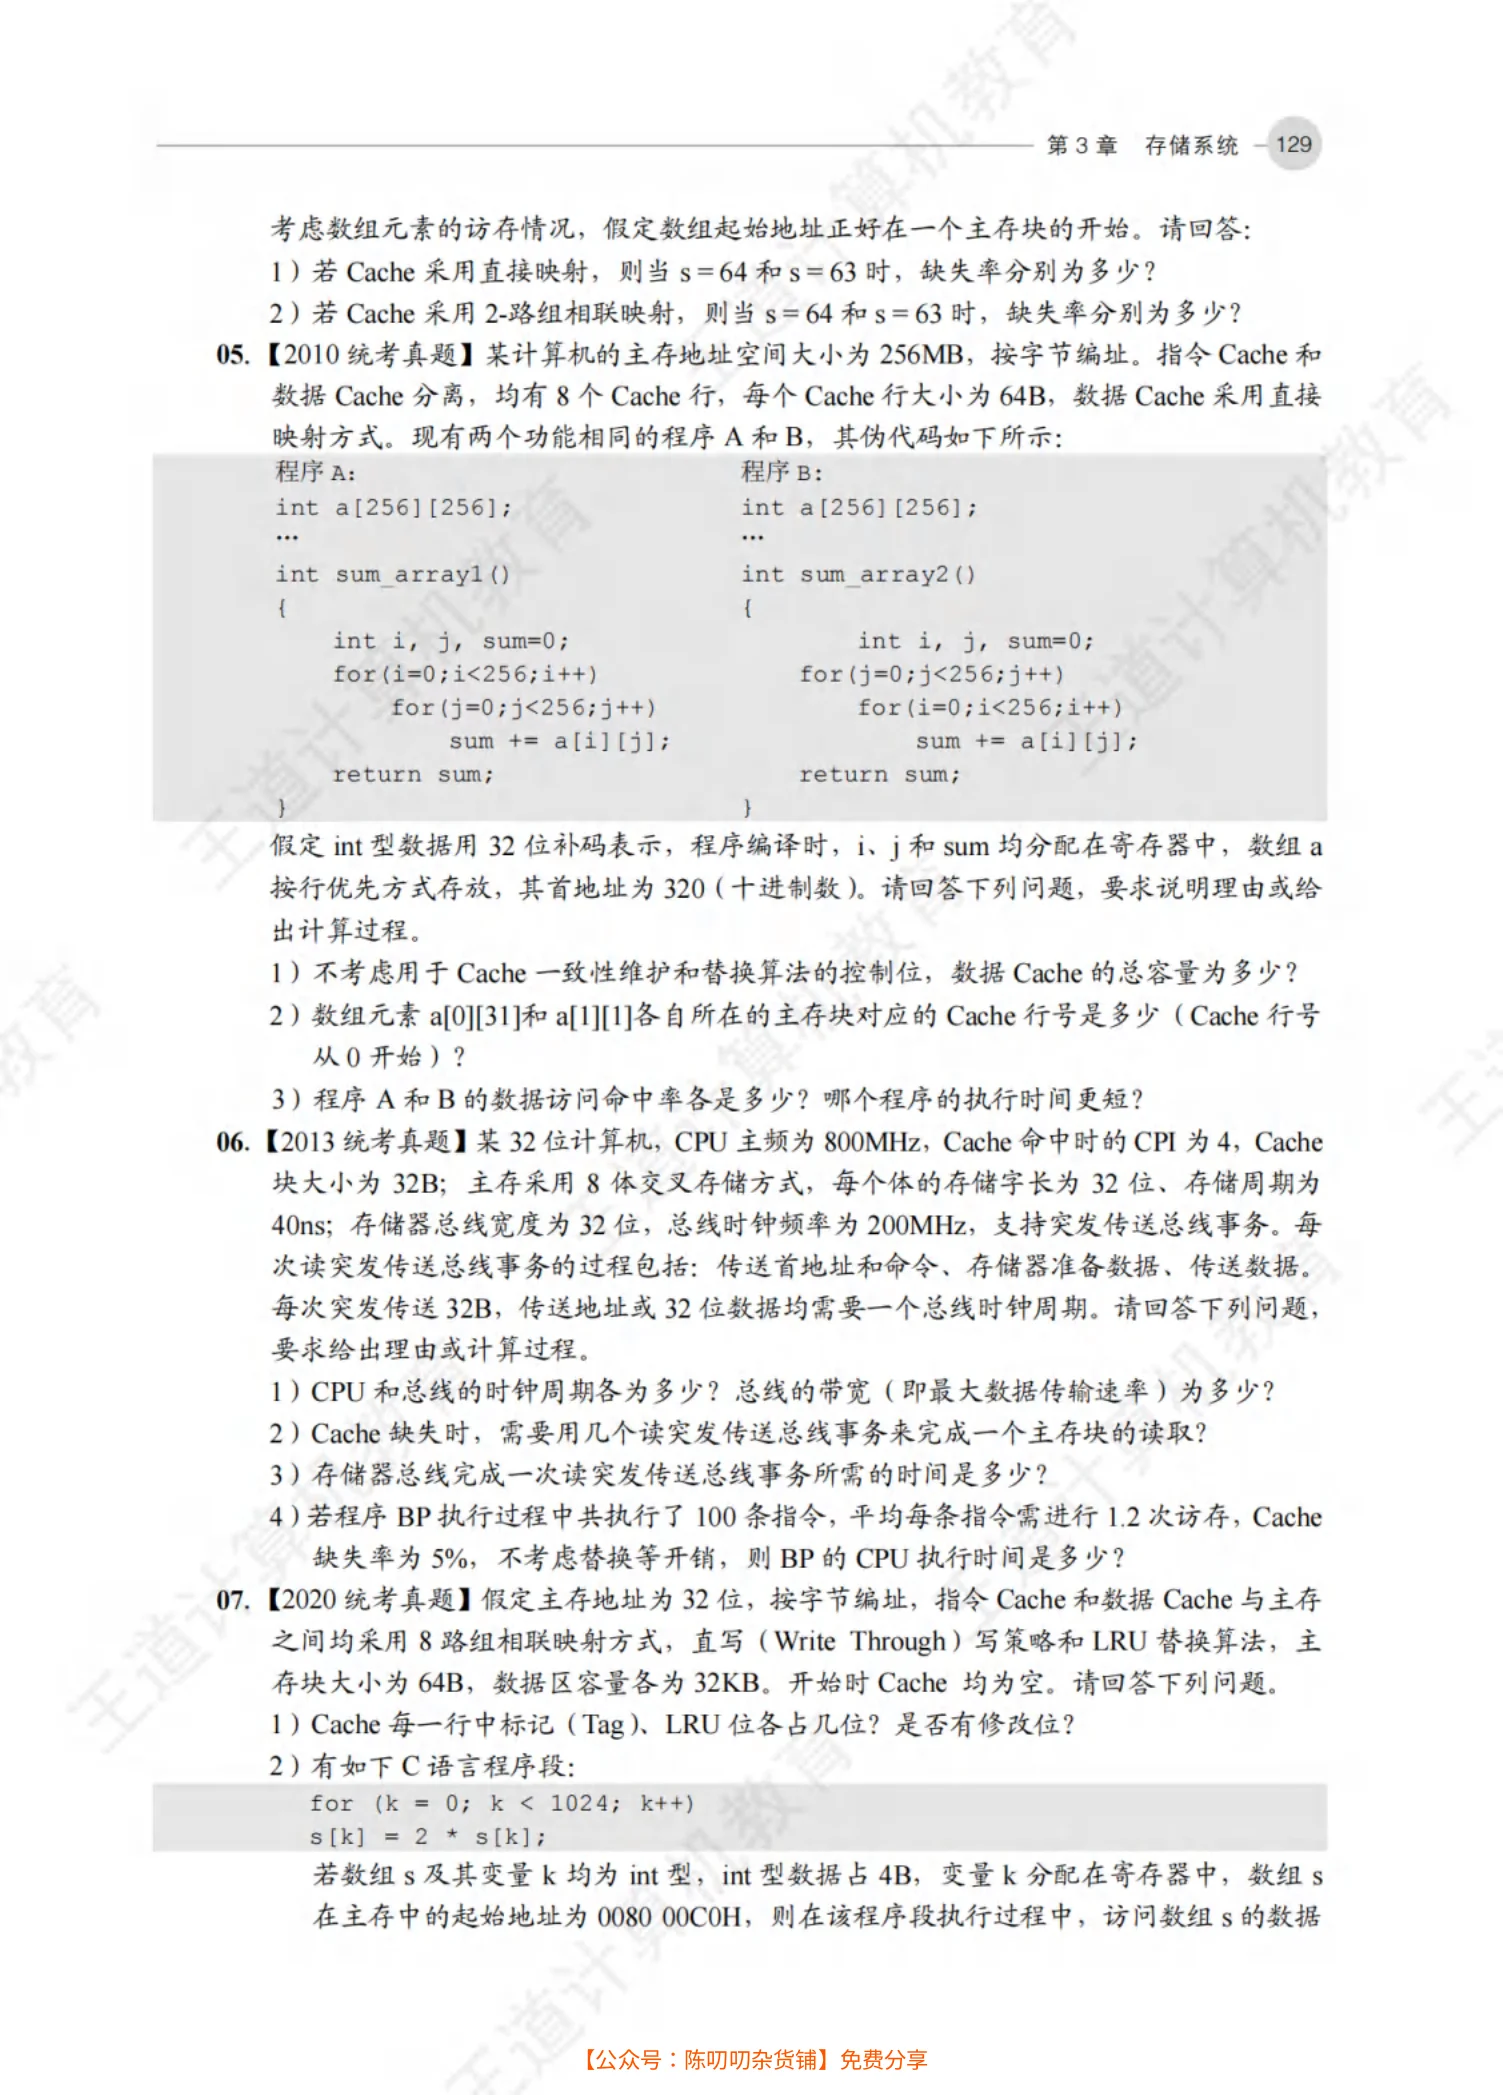 第 3 章 存储系统 129
考虑数组元素的访存情况，假定数组起始地址正好在一个主存块的开始。请回答：
1）若 Cache 采用直接映射，则当 s = 64 和 s = 63 时，缺失率分别为多少？
2）若 Cache 采用 2-路组相联映射，则当 s = 64 和 s = 63 时，缺失率分别为多少？
05.【2010 统考真题】某计算机的主存地址空间大小为 256MB，按字节编址。指令 Cache 和
数据 Cache 分离，均有 8 个 Cache 行，每个 Cache 行大小为 64B，数据 Cache 采用直接
映射方式。现有两个功能相同的程序 A 和 B，其伪代码如下所示：
程序 A: 程序 B:
int a[256][256]; int a[256][256];
… …
int sum_array1() int sum_array2()
{ {
int i, j, sum=0; int i, j, sum=0;
for(i=0;i<256;i++) for(j=0;j<256;j++)
for(j=0;j<256;j++) for(i=0;i<256;i++)
sum += a[i][j]; sum += a[i][j];
return sum; return sum;
} }
假定 int 型数据用 32 位补码表示，程序编译时，i、j 和 sum 均分配在寄存器中，数组 a
按行优先方式存放，其首地址为 320（十进制数）。请回答下列问题，要求说明理由或给
出计算过程。
1）不考虑用于 Cache 一致性维护和替换算法的控制位，数据 Cache 的总容量为多少？
2）数组元素 a[0][31]和 a[1][1]各自所在的主存块对应的 Cache 行号是多少（Cache 行号
从 0 开始）？
3）程序 A 和 B 的数据访问命中率各是多少？哪个程序的执行时间更短？
06.【2013 统考真题】某 32 位计算机，CPU 主频为 800MHz，Cache 命中时的 CPI 为 4，Cache
块大小为 32B；主存采用 8 体交叉存储方式，每个体的存储字长为 32 位、存储周期为
40ns；存储器总线宽度为 32 位，总线时钟频率为 200MHz，支持突发传送总线事务。每
次读突发传送总线事务的过程包括：传送首地址和命令、存储器准备数据、传送数据。
每次突发传送 32B，传送地址或 32 位数据均需要一个总线时钟周期。请回答下列问题，
要求给出理由或计算过程。
1）CPU 和总线的时钟周期各为多少？总线的带宽（即最大数据传输速率）为多少？
2）Cache 缺失时，需要用几个读突发传送总线事务来完成一个主存块的读取？
3）存储器总线完成一次读突发传送总线事务所需的时间是多少？
4）若程序 BP 执行过程中共执行了 100 条指令，平均每条指令需进行 1.2 次访存，Cache
缺失率为 5%，不考虑替换等开销，则 BP 的 CPU 执行时间是多少？
07.【2020 统考真题】假定主存地址为 32 位，按字节编址，指令 Cache 和数据 Cache 与主存
之间均采用 8 路组相联映射方式，直写（Write Through）写策略和 LRU 替换算法，主
存块大小为 64B，数据区容量各为 32KB。开始时 Cache 均为空。请回答下列问题。
1）Cache 每一行中标记（Tag）、LRU 位各占几位？是否有修改位？
2）有如下 C 语言程序段：
for (k = 0; k < 1024; k++)
s[k] = 2 * s[k];
若数组 s 及其变量 k 均为 int 型，int 型数据占 4B，变量 k 分配在寄存器中，数组 s
在主存中的起始地址为 0080 00C0H，则在该程序段执行过程中，访问数组 s 的数据
【公众号：陈叨叨杂货铺】免费分享